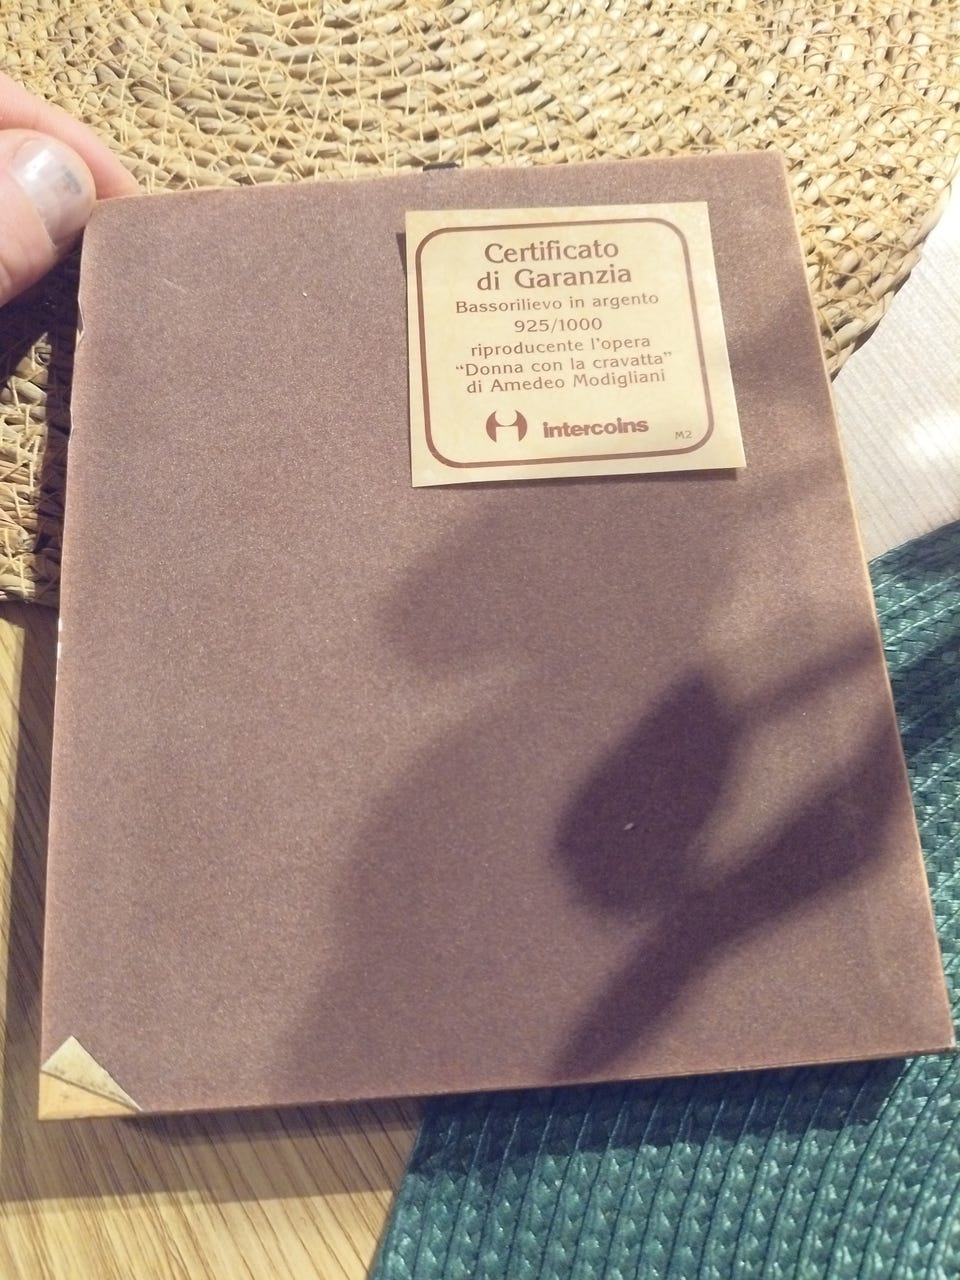 Certificato
di Garanzia
Bassorilievo in argento
925/1000
riproducente l'opera
“Donna con la cravatta”
di Amedeo Modigliani
intercoins
M2